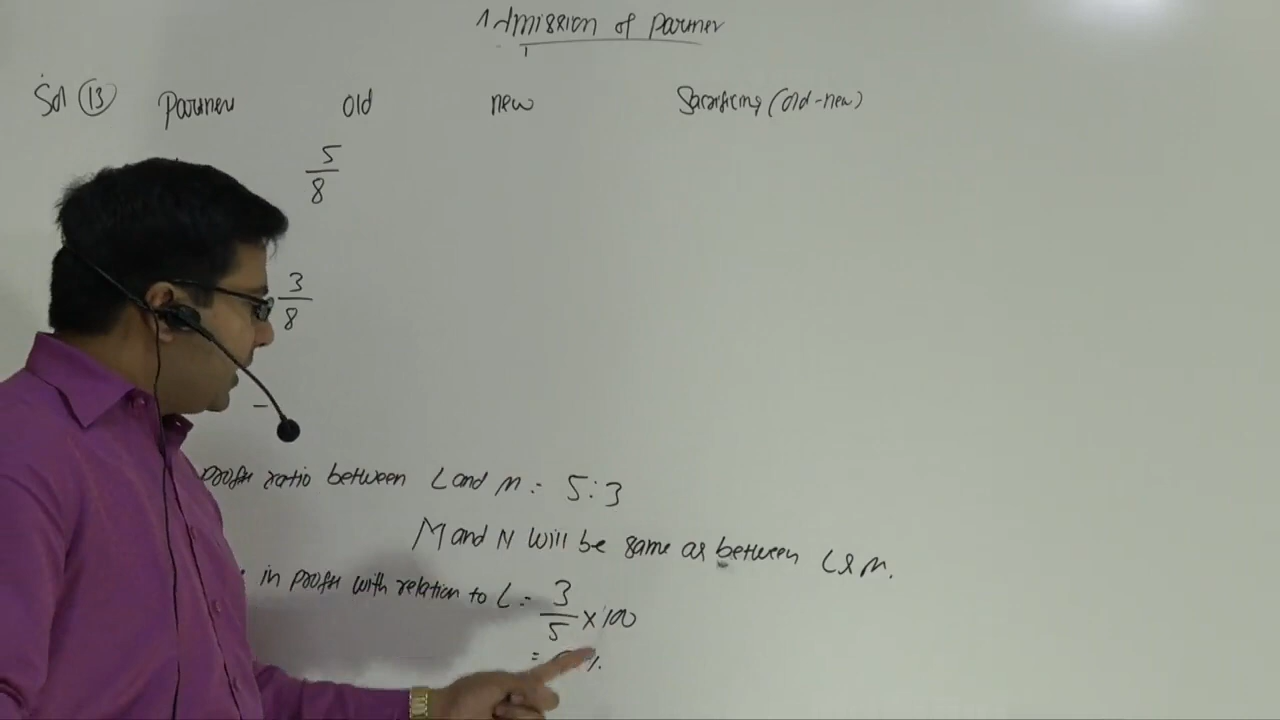 Admission of Partner
Sol 13 Partners Old new Sacrificing (old-new)
5/8
3/8
-
profit ratio between L and M = 5:3
M and N will be same as between L & M.
in profit with relation to L = 3/5 × 100
= %